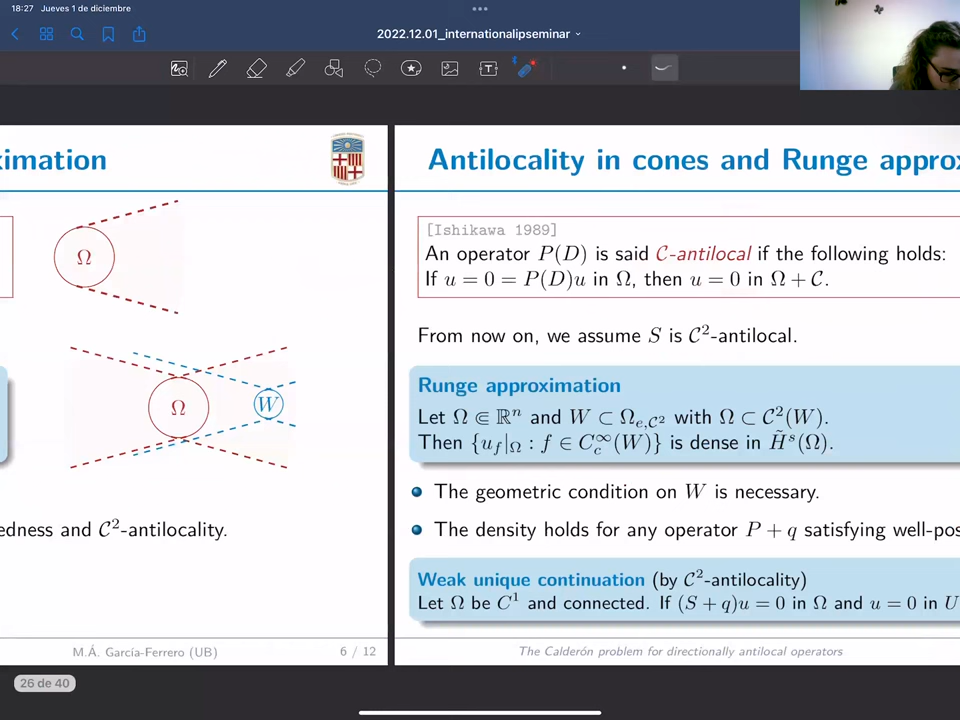 18:27 Jueves 1 de diciembre
2022.12.01_internationalipseminar
ximation
Ω
Ω
W
edness and 𝒞²-antilocality.
M.Á. García-Ferrero (UB)
6 / 12
26 de 40
Antilocality in cones and Runge approx
[Ishikawa 1989]
An operator P(D) is said 𝒞-antilocal if the following holds:
If u = 0 = P(D)u in Ω, then u = 0 in Ω + 𝒞.
From now on, we assume S is 𝒞²-antilocal.
Runge approximation
Let Ω ⋐ ℝⁿ and W ⊂ Ω_{e,𝒞²} with Ω ⊂ 𝒞²(W).
Then {u_f|_Ω : f ∈ C_c^∞(W)} is dense in H̃ˢ(Ω).
The geometric condition on W is necessary.
The density holds for any operator P + q satisfying well-pos
Weak unique continuation (by 𝒞²-antilocality)
Let Ω be C¹ and connected. If (S + q)u = 0 in Ω and u = 0 in U
The Calderón problem for directionally antilocal operators